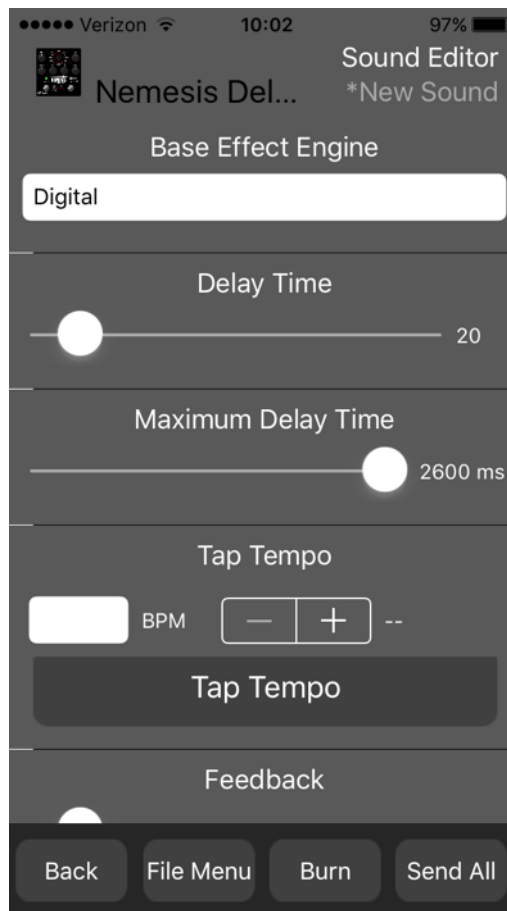 Verizon 10:02 97%
Sound Editor
Nemesis Del... *New Sound
Base Effect Engine
Digital
Delay Time
20
Maximum Delay Time
2600 ms
Tap Tempo
BPM − + --
Tap Tempo
Feedback
Back File Menu Burn Send All